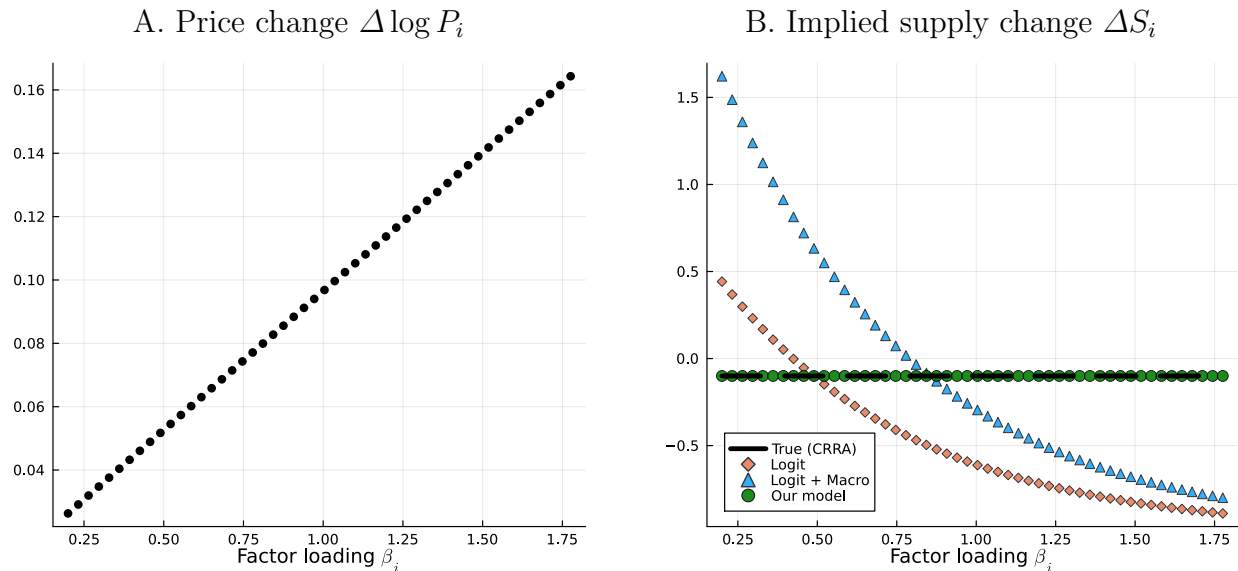 A. Price change Δ log P_i
0.16
0.14
0.12
0.10
0.08
0.06
0.04
0.25 0.50 0.75 1.00 1.25 1.50 1.75
Factor loading β_i
B. Implied supply change ΔS_i
1.5
1.0
0.5
0.0
−0.5
True (CRRA)
Logit
Logit + Macro
Our model
0.25 0.50 0.75 1.00 1.25 1.50 1.75
Factor loading β_i